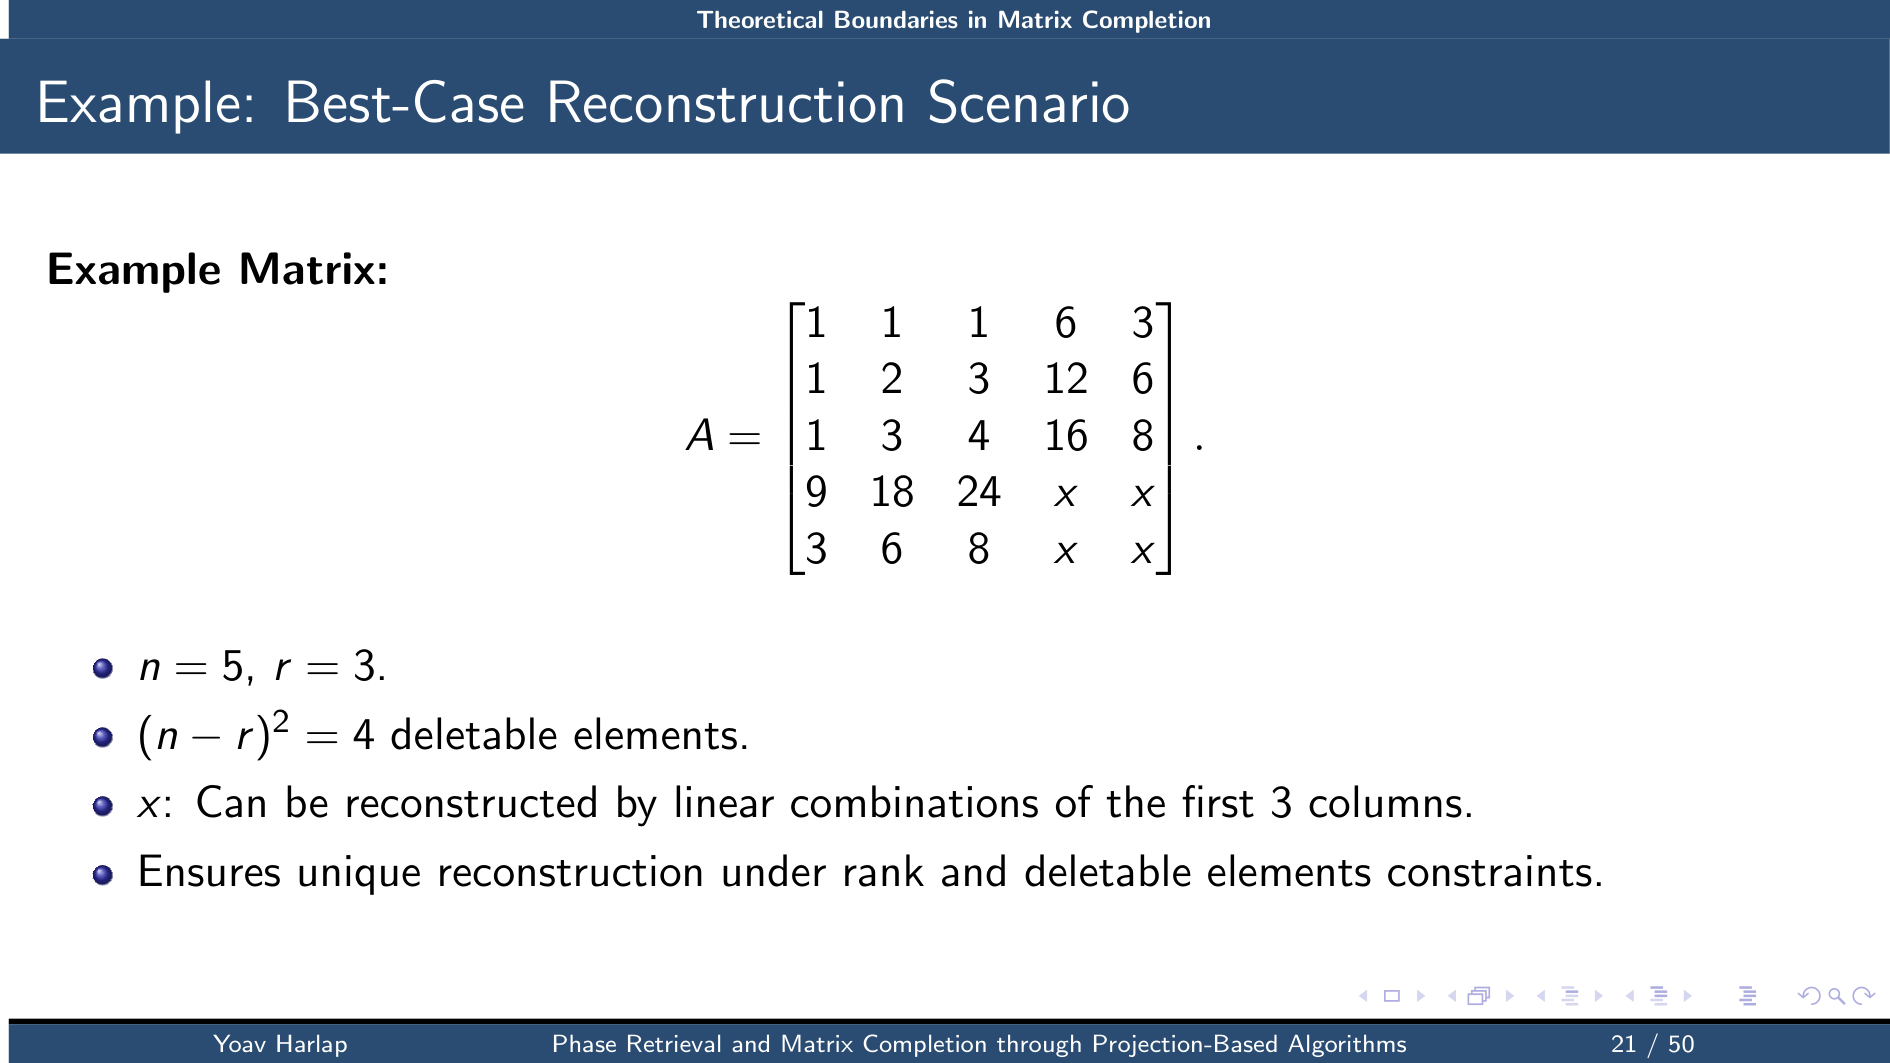 Theoretical Boundaries in Matrix Completion
Example: Best-Case Reconstruction Scenario
Example Matrix:
1 1 1 6 3
1 2 3 12 6
A = 1 3 4 16 8 .
9 18 24 x x
3 6 8 x x
n = 5, r = 3.
(n − r)² = 4 deletable elements.
x: Can be reconstructed by linear combinations of the first 3 columns.
Ensures unique reconstruction under rank and deletable elements constraints.
Yoav Harlap Phase Retrieval and Matrix Completion through Projection-Based Algorithms 21 / 50